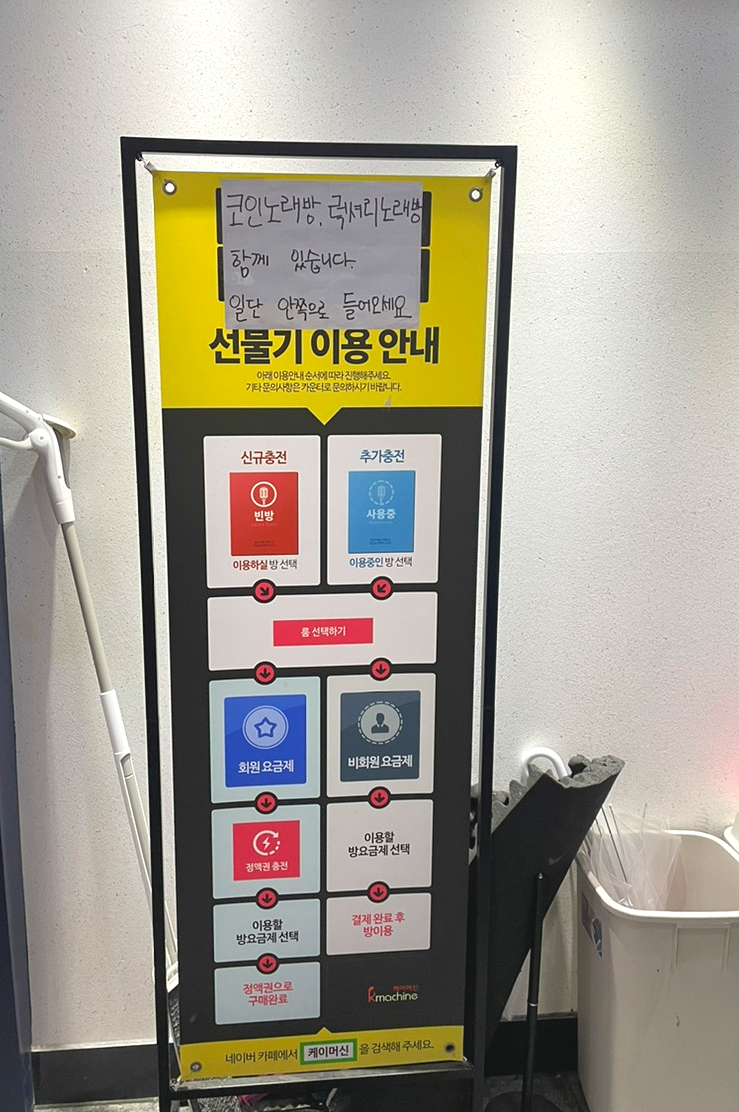 코인노래방, 럭셔리노래방
함께 있습니다.
일단 안쪽으로 들어오세요
선물기 이용 안내
아래 이용안내 순서에 따라 진행해주세요.
기타 문의사항은 카운터로 문의하시기 바랍니다.
신규충전
추가충전
빈방
사용중
이용하실 방 선택
이용중인 방 선택
룸 선택하기
회원 요금제
비회원 요금제
정액권 충전
이용할
방요금제 선택
이용할
방요금제 선택
결제 완료 후
방이용
정액권으로
구매완료
케이머신
Kmachine
네이버 카페에서 케이머신 을 검색해 주세요.